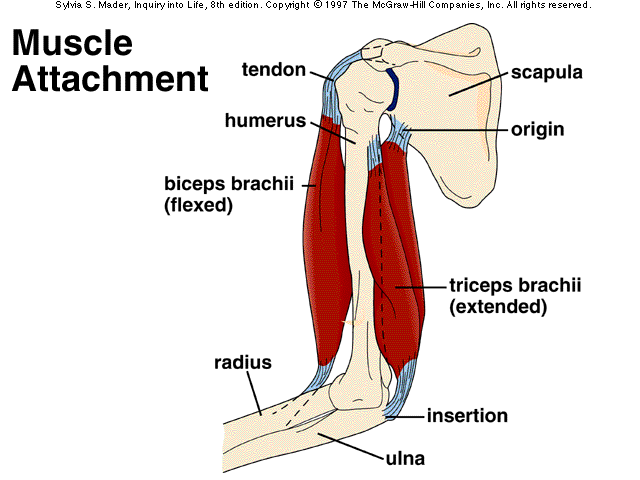 Sylvia S. Mader, Inquiry into Life, 8th edition. Copyright © 1997 The McGraw-Hill Companies, Inc. All rights reserved.
Muscle
Attachment
tendon
scapula
humerus
origin
biceps brachii
(flexed)
triceps brachii
(extended)
radius
insertion
ulna